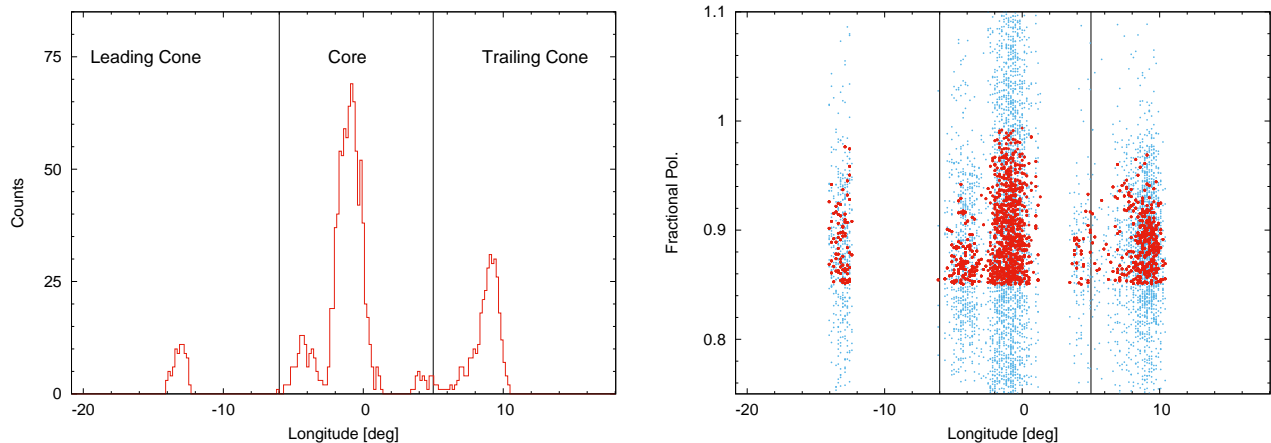 75
50
25
0
Leading Cone
Core
Trailing Cone
Counts
-20
-10
0
10
Longitude [deg]
1.1
1
0.9
0.8
Fractional Pol.
-20
-10
0
10
Longitude [deg]